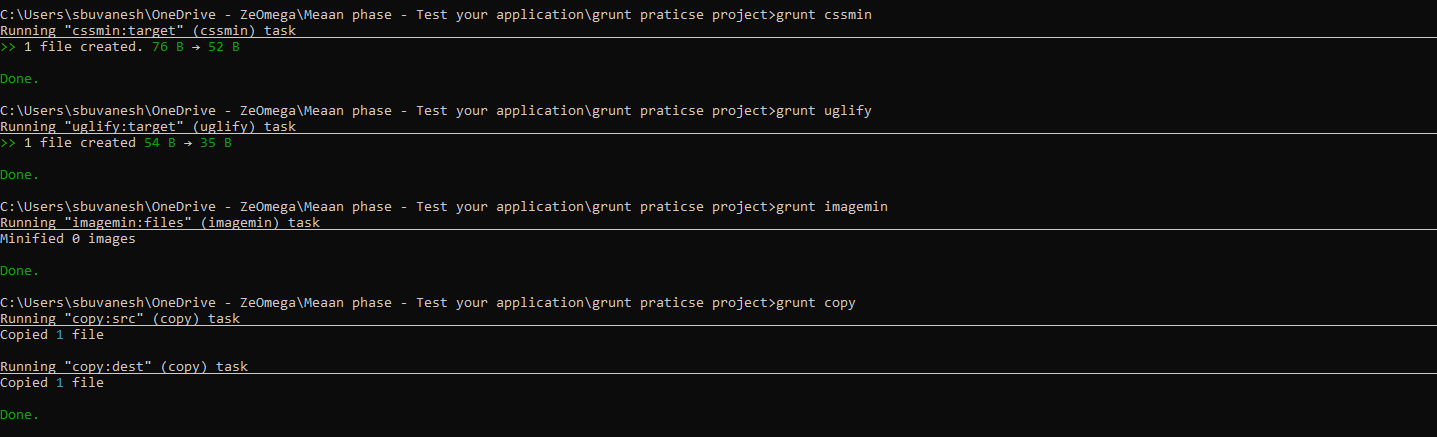 C:\Users\sbuvanesh\OneDrive - ZeOmega\Meaan phase - Test your application\grunt praticse project>grunt cssmin
Running "cssmin:target" (cssmin) task
>> 1 file created. 76 B → 52 B
Done.
C:\Users\sbuvanesh\OneDrive - ZeOmega\Meaan phase - Test your application\grunt praticse project>grunt uglify
Running "uglify:target" (uglify) task
>> 1 file created 54 B → 35 B
Done.
C:\Users\sbuvanesh\OneDrive - ZeOmega\Meaan phase - Test your application\grunt praticse project>grunt imagemin
Running "imagemin:files" (imagemin) task
Minified 0 images
Done.
C:\Users\sbuvanesh\OneDrive - ZeOmega\Meaan phase - Test your application\grunt praticse project>grunt copy
Running "copy:src" (copy) task
Copied 1 file
Running "copy:dest" (copy) task
Copied 1 file
Done.